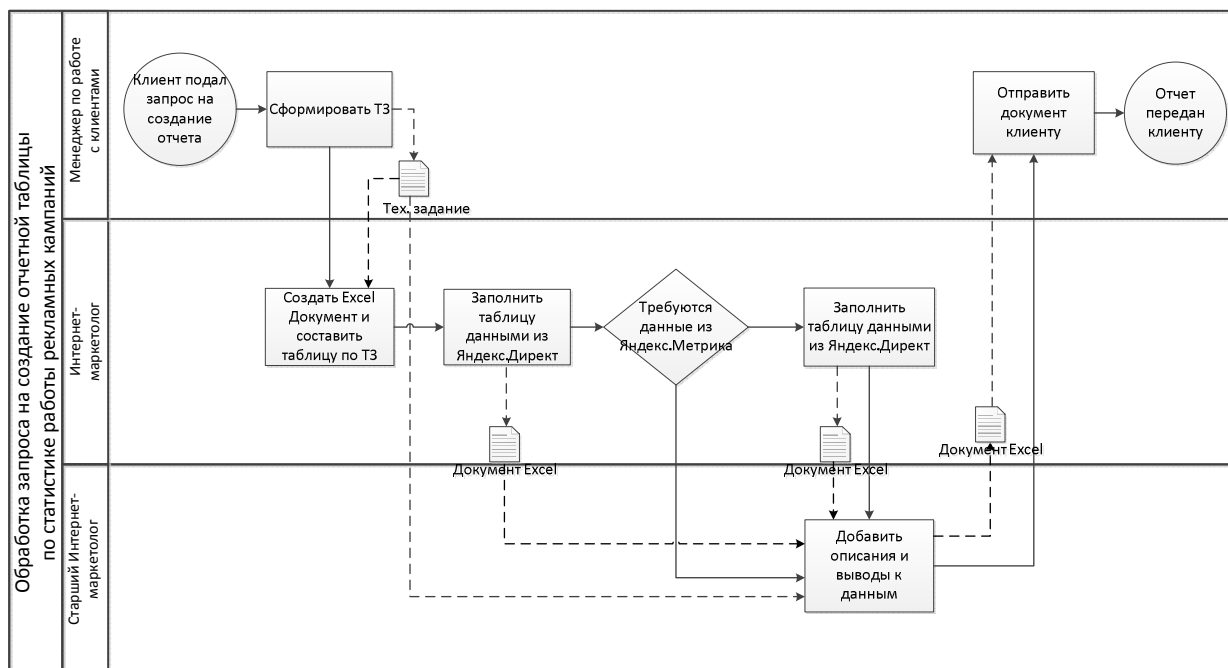 Обработка запроса на создание отчетной таблицы
по статистике работы рекламных кампаний
Менеджер по работе
с клиентами
Клиент подал
запрос на
создание
отчета
Сформировать ТЗ
Тех. задание
Отправить
документ
клиенту
Отчет
передан
клиенту
Интернет-
маркетолог
Создать Excel
Документ и
составить
таблицу по ТЗ
Заполнить
таблицу
данными из
Яндекс.Директ
Требуются
данные из
Яндекс.Метрика
Заполнить
таблицу данными
из Яндекс.Директ
Документ Excel
Документ Excel
Документ Excel
Старший Интернет-
маркетолог
Добавить
описания и
выводы к
данным